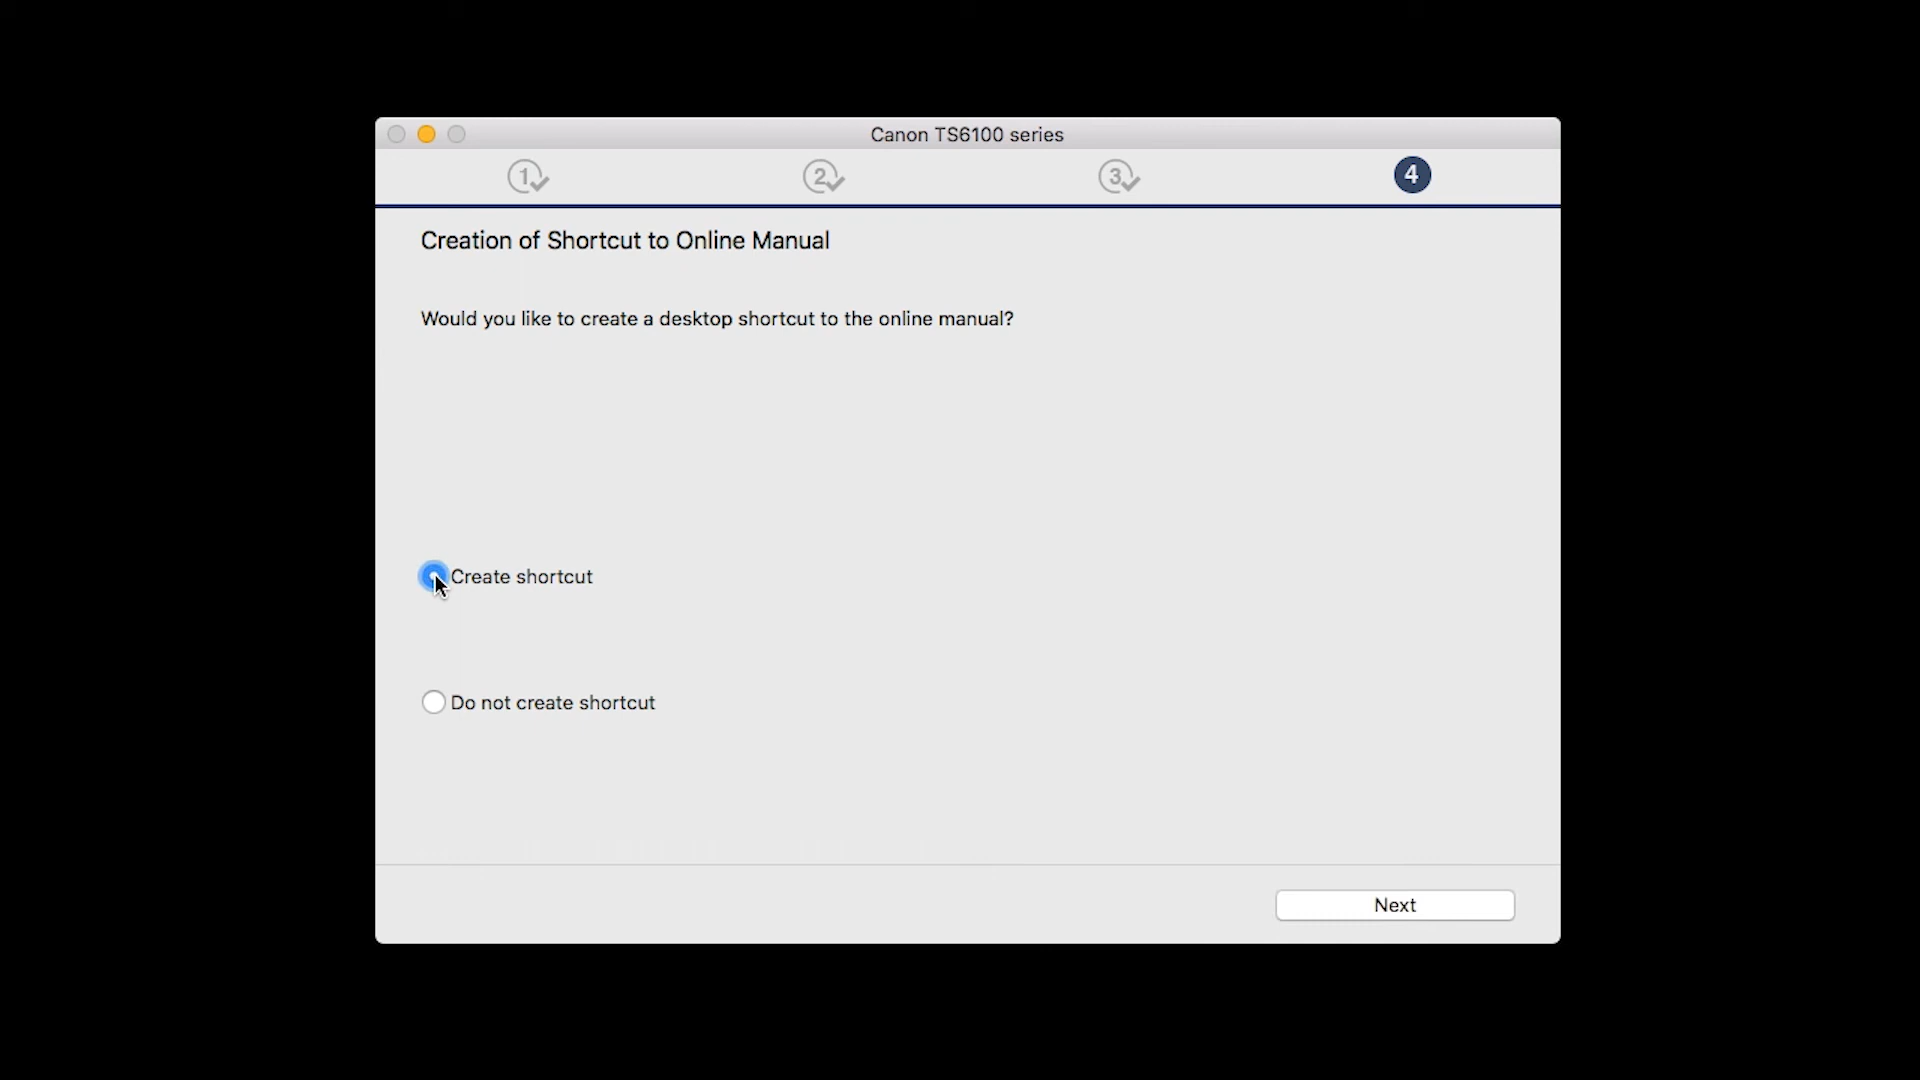 Canon TS6100 series
1 2 3 4
Creation of Shortcut to Online Manual
Would you like to create a desktop shortcut to the online manual?
Create shortcut
Do not create shortcut
Next